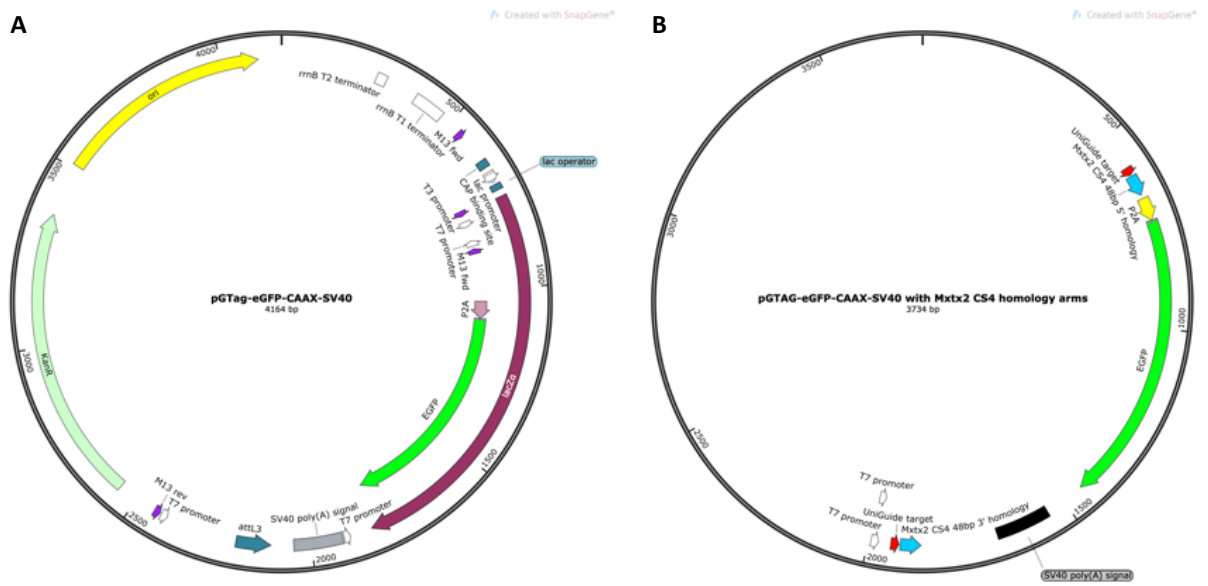 Created with SnapGene®
Created with SnapGene®
A
B
4000
500
ori
rrnB T2 terminator
rrnB T1 terminator
M13 fwd
lac operator
lac promoter
CAP binding site
3500
T3 promoter
T7 promoter
M13 fwd
1000
pGTag-eGFP-CAAX-SV40
4164 bp
P2A
lacZα
EGFP
3000
KanR
1500
M13 rev
T7 promoter
2500
attL3
SV40 poly(A) signal
T7 promoter
2000
3500
500
UniGuide target
Mxtx2 CS4 48bp 5' homology
P2A
3000
pGTAG-eGFP-CAAX-SV40 with Mxtx2 CS4 homology arms
3734 bp
1000
EGFP
2500
T7 promoter
T7 promoter
UniGuide target
Mxtx2 CS4 48bp 3' homology
1500
2000
SV40 poly(A) signal